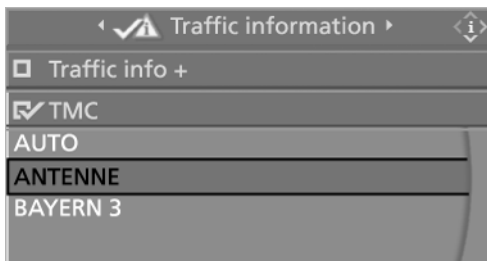 Traffic information
Traffic info +
TMC
AUTO
ANTENNE
BAYERN 3